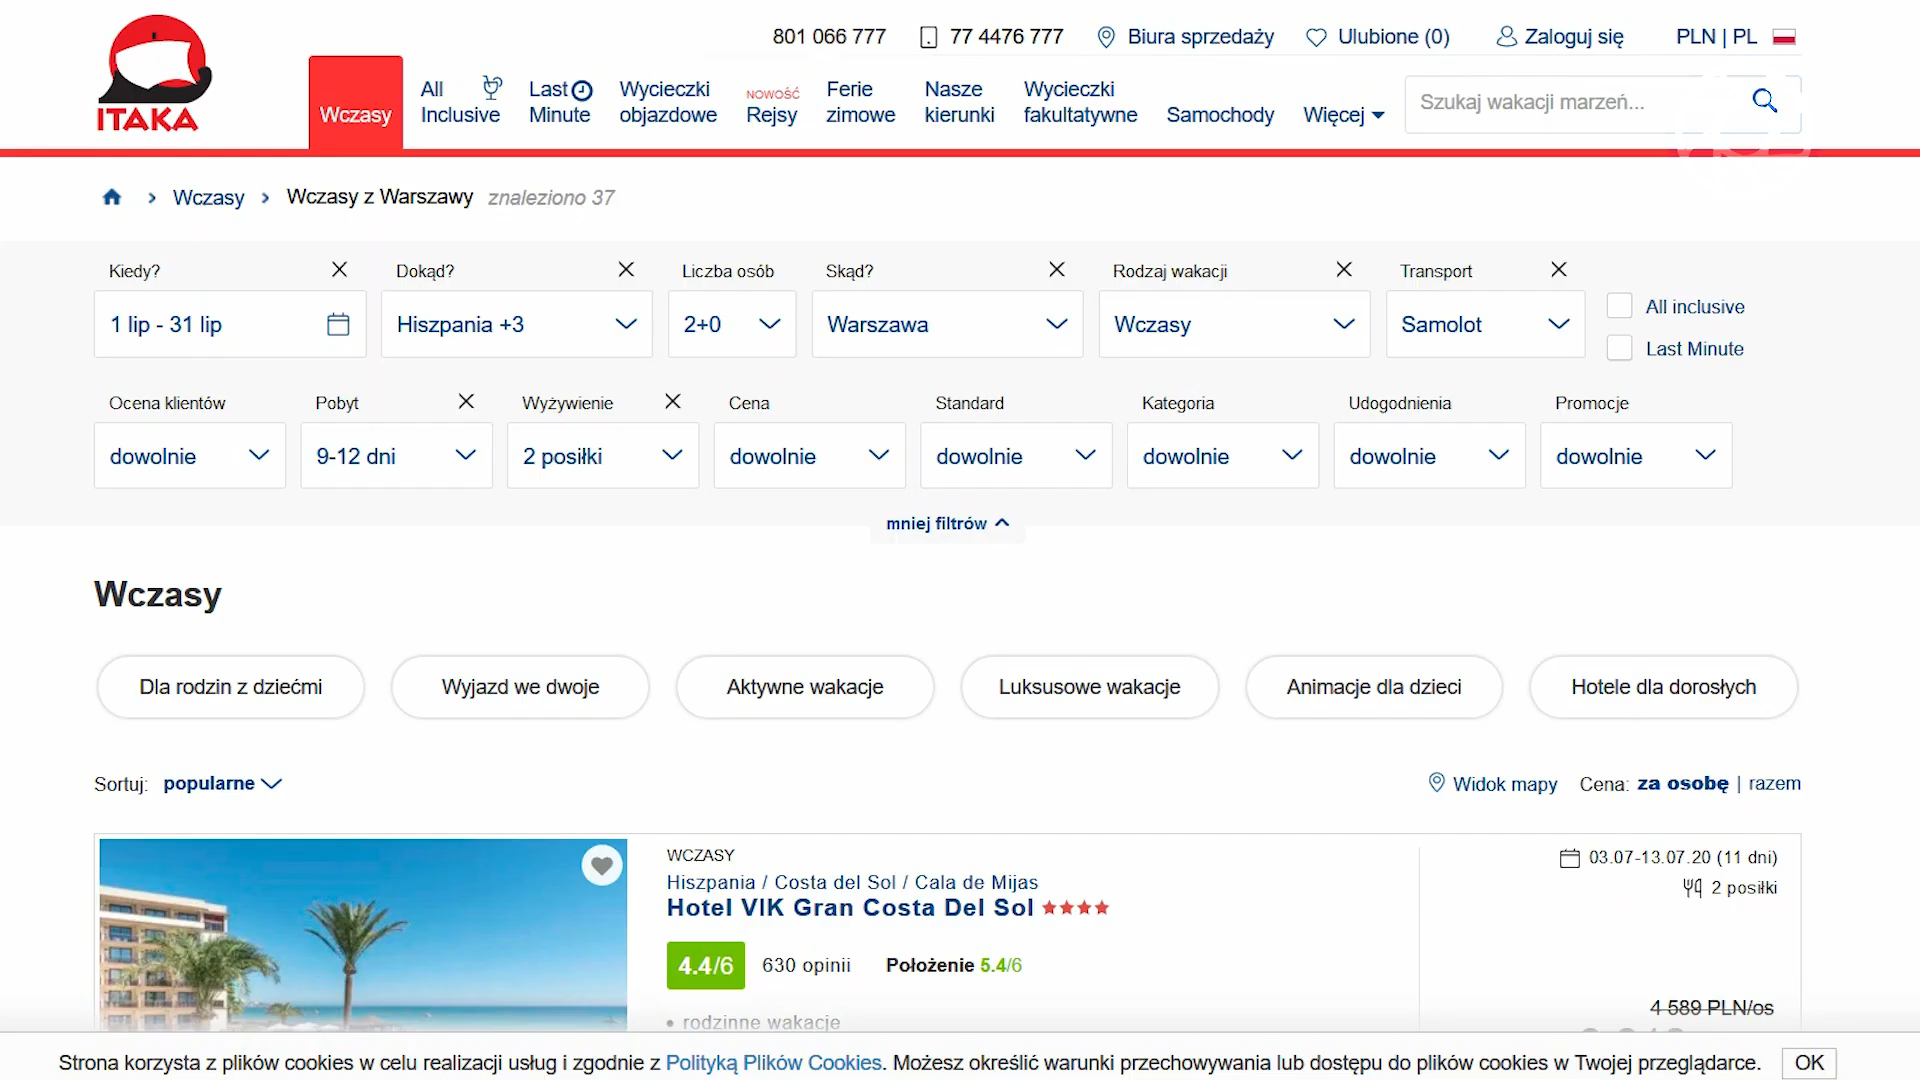 801 066 777 77 4476 777 Biura sprzedaży Ulubione (0) Zaloguj się PLN | PL
ITAKA
Wczasy
All Inclusive
Last Minute
Wycieczki objazdowe
NOWOŚĆ Rejsy
Ferie zimowe
Nasze kierunki
Wycieczki fakultatywne
Samochody
Więcej
Szukaj wakacji marzeń...
Wczasy Wczasy z Warszawy znaleziono 37
Kiedy? Dokąd? Liczba osób Skąd? Rodzaj wakacji Transport
1 lip - 31 lip Hiszpania +3 2+0 Warszawa Wczasy Samolot
All inclusive
Last Minute
Ocena klientów Pobyt Wyżywienie Cena Standard Kategoria Udogodnienia Promocje
dowolnie 9-12 dni 2 posiłki dowolnie dowolnie dowolnie dowolnie dowolnie
mniej filtrów
Wczasy
Dla rodzin z dziećmi Wyjazd we dwoje Aktywne wakacje Luksusowe wakacje Animacje dla dzieci Hotele dla dorosłych
Sortuj: popularne Widok mapy Cena: za osobę | razem
WCZASY
Hiszpania / Costa del Sol / Cala de Mijas
Hotel VIK Gran Costa Del Sol
4.4/6 630 opinii Położenie 5.4/6
• rodzinne wakacje
03.07-13.07.20 (11 dni)
2 posiłki
4 589 PLN/os
Strona korzysta z plików cookies w celu realizacji usług i zgodnie z Polityką Plików Cookies. Możesz określić warunki przechowywania lub dostępu do plików cookies w Twojej przeglądarce. OK